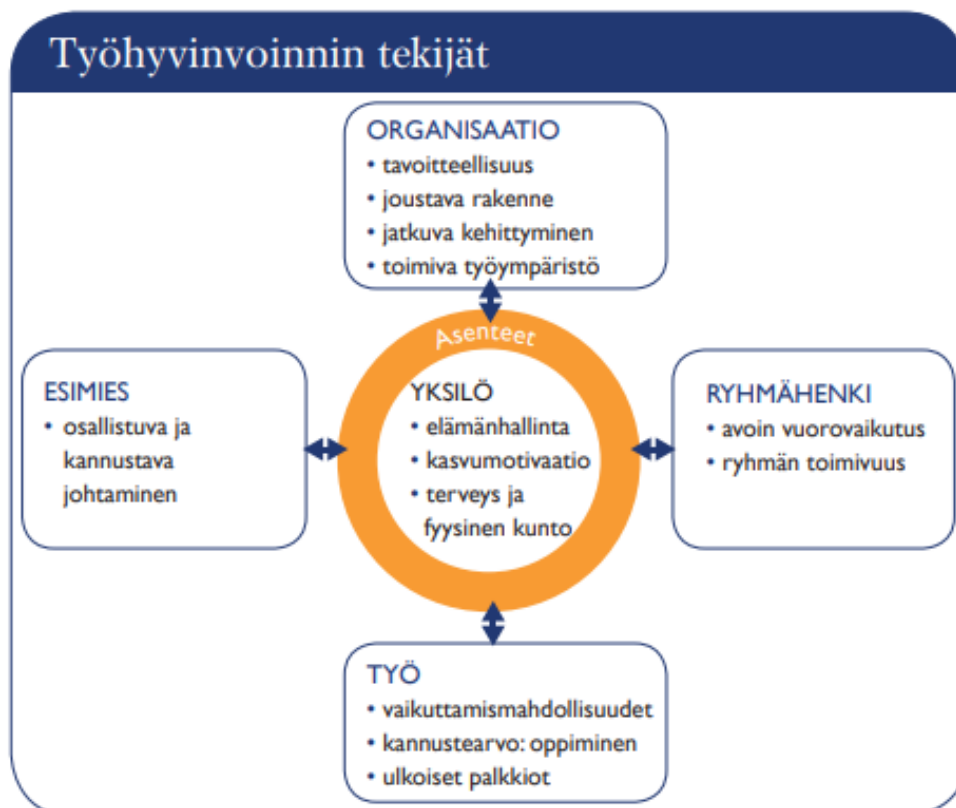 Työhyvinvoinnin tekijät
ORGANISAATIO
• tavoitteellisuus
• joustava rakenne
• jatkuva kehittyminen
• toimiva työympäristö
Asenteet
ESIMIES
• osallistuva ja
kannustava
johtaminen
YKSILÖ
• elämänhallinta
• kasvumotivaatio
• terveys ja
fyysinen kunto
RYHMÄHENKI
• avoin vuorovaikutus
• ryhmän toimivuus
TYÖ
• vaikuttamismahdollisuudet
• kannustearvo: oppiminen
• ulkoiset palkkiot